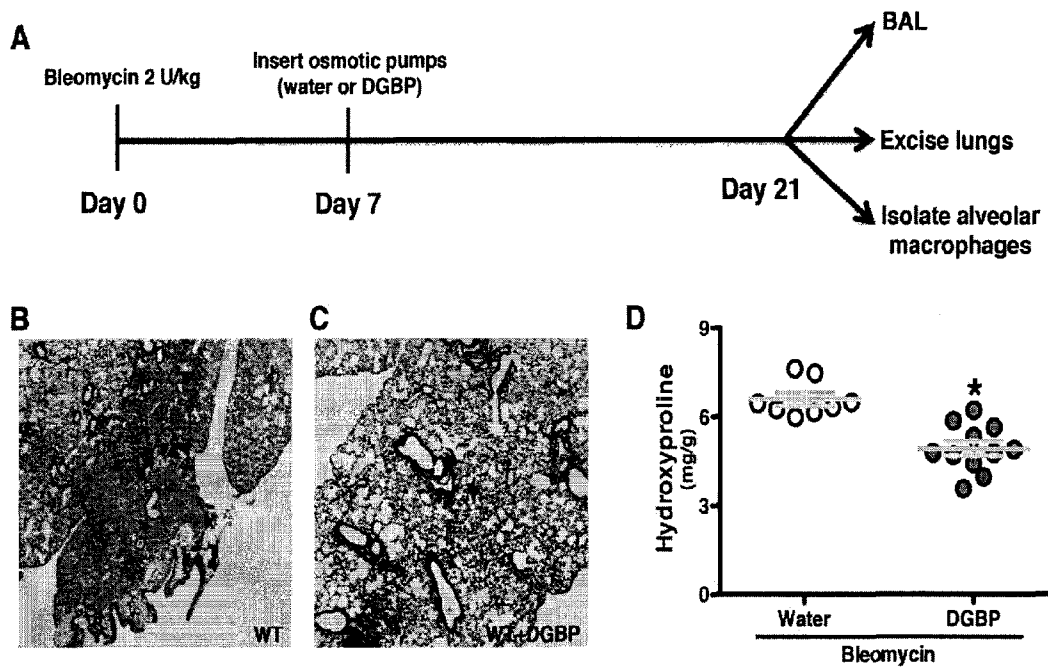 A
Bleomycin 2 U/kg
Insert osmotic pumps
(water or DGBP)
BAL
Excise lungs
Isolate alveolar
macrophages
Day 0
Day 7
Day 21
B
WT
C
WT+DGBP
D
Hydroxyproline
(mg/g)
9
6
3
0
*
Water
DGBP
Bleomycin